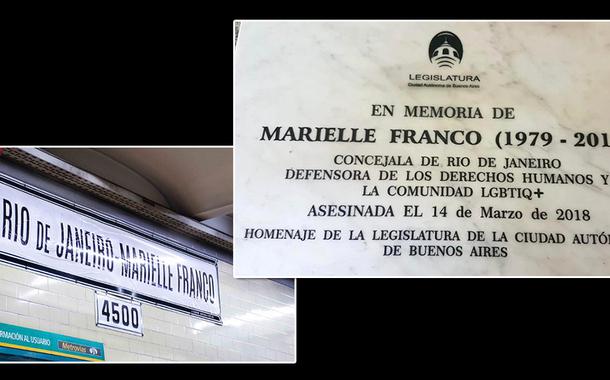 LEGISLATURA
Ciudad Autónoma de Buenos Aires
EN MEMORIA DE
MARIELLE FRANCO (1979 - 201
CONCEJALA DE RIO DE JANEIRO
DEFENSORA DE LOS DERECHOS HUMANOS Y
LA COMUNIDAD LGBTIQ+
ASESINADA EL 14 de Marzo de 2018
HOMENAJE DE LA LEGISLATURA DE LA CIUDAD AUTÓ
DE BUENOS AIRES
RIO DE JANEIRO-MARIELLE FRANCO
4500
RMACIÓN AL USUARIO
Metrovías